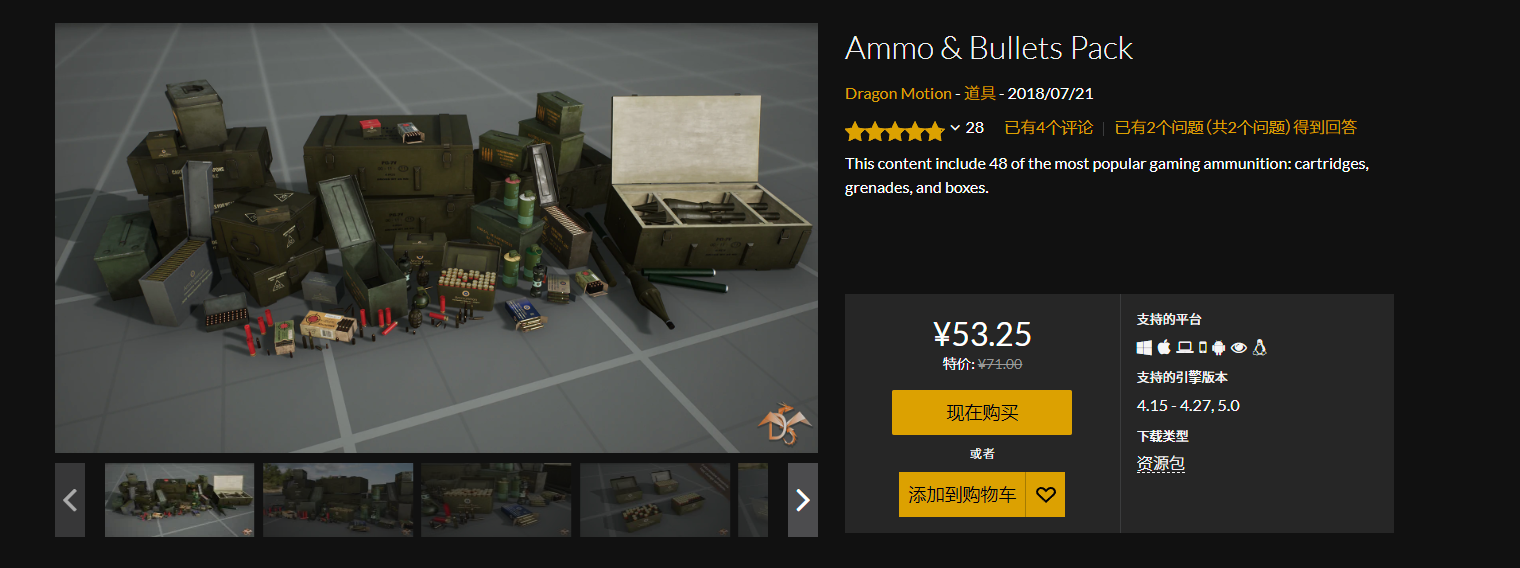 Ammo & Bullets Pack
Dragon Motion - 道具 - 2018/07/21
28 已有4个评论 | 已有2个问题 (共2个问题) 得到回答
This content include 48 of the most popular gaming ammunition: cartridges,
grenades, and boxes.
¥53.25
特价: ¥71.00
现在购买
或者
添加到购物车
支持的平台
支持的引擎版本
4.15 - 4.27, 5.0
下载类型
资源包